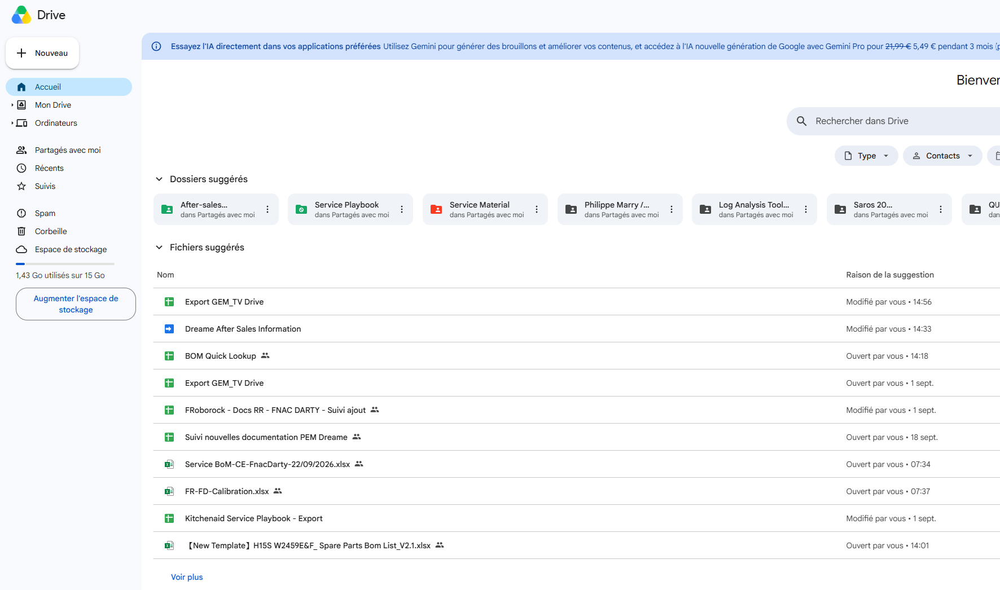 Drive
Nouveau
Accueil
Mon Drive
Ordinateurs
Partagés avec moi
Récents
Suivis
Spam
Corbeille
Espace de stockage
1,43 Go utilisés sur 15 Go
Augmenter l'espace de
stockage
Essayez l'IA directement dans vos applications préférées Utilisez Gemini pour générer des brouillons et améliorer vos contenus, et accédez à l'IA nouvelle génération de Google avec Gemini Pro pour 21,99 € 5,49 € pendant 3 mois (p
Bienven
Rechercher dans Drive
Type
Contacts
Dossiers suggérés
After-sales...
dans Partagés avec moi
Service Playbook
dans Partagés avec moi
Service Material
dans Partagés avec moi
Philippe Marry /...
dans Partagés avec moi
Log Analysis Tool...
dans Partagés avec moi
Saros 20...
dans Partagés avec moi
QU
dan
Fichiers suggérés
Nom Raison de la suggestion
Export GEM_TV Drive Modifié par vous • 14:56
Dreame After Sales Information Modifié par vous • 14:33
BOM Quick Lookup Ouvert par vous • 14:18
Export GEM_TV Drive Ouvert par vous • 1 sept.
FRoborock - Docs RR - FNAC DARTY - Suivi ajout Modifié par vous • 1 sept.
Suivi nouvelles documentation PEM Dreame Ouvert par vous • 18 sept.
Service BoM-CE-FnacDarty-22/09/2026.xlsx Ouvert par vous • 07:34
FR-FD-Calibration.xlsx Ouvert par vous • 07:37
Kitchenaid Service Playbook - Export Modifié par vous • 1 sept.
【New Template】H15S W2459E&F_ Spare Parts Bom List_V2.1.xlsx Ouvert par vous • 14:01
Voir plus